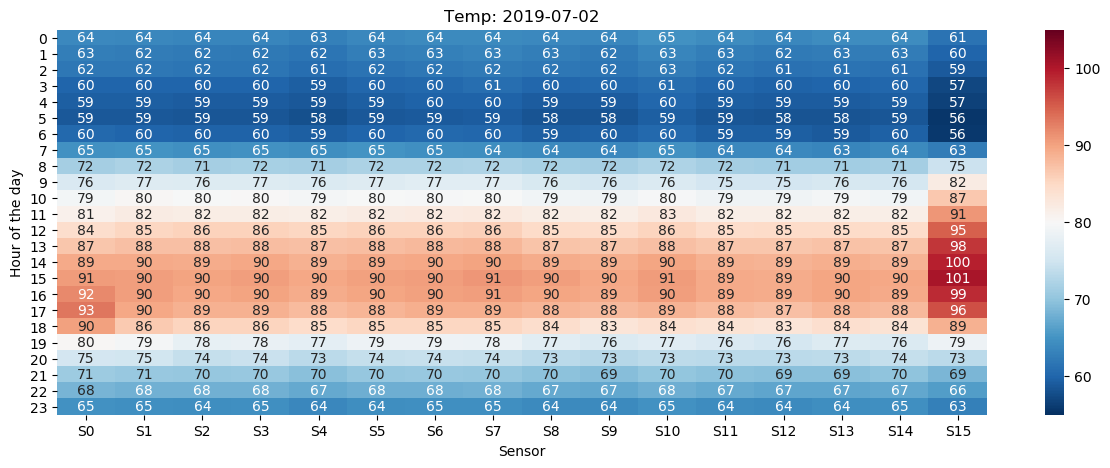 Temp: 2019-07-02
0 64 64 64 64 63 64 64 64 64 64 65 64 64 64 64 61
1 63 62 62 62 62 63 63 63 63 62 63 63 62 63 63 60
2 62 62 62 62 61 62 62 62 62 62 63 62 61 61 61 59
3 60 60 60 60 59 60 60 61 60 60 61 60 60 60 60 57
4 59 59 59 59 59 59 60 60 59 59 60 59 59 59 59 57
5 59 59 59 59 58 59 59 59 58 58 59 59 58 58 59 56
6 60 60 60 60 59 60 60 60 59 60 60 59 59 59 60 56
7 65 65 65 65 65 65 65 64 64 64 65 64 64 63 64 63
8 72 72 71 72 71 72 72 72 72 72 72 72 71 71 71 75
9 76 77 76 77 76 77 77 77 76 76 76 75 75 76 76 82
10 79 80 80 80 79 80 80 80 79 79 80 79 79 79 79 87
11 81 82 82 82 82 82 82 82 82 82 83 82 82 82 82 91
12 84 85 86 86 85 86 86 86 85 85 86 85 85 85 85 95
13 87 88 88 88 87 88 88 88 87 87 88 87 87 87 87 98
14 89 90 89 90 89 89 90 90 89 89 90 89 89 89 89 100
15 91 90 90 90 90 90 90 91 90 90 91 89 89 90 90 101
16 92 90 90 90 89 90 90 91 90 89 90 89 89 90 89 99
17 93 90 89 89 88 88 89 89 88 88 89 88 87 88 88 96
18 90 86 86 86 85 85 85 85 84 83 84 84 83 84 84 89
19 80 79 78 78 77 79 79 78 77 76 77 76 76 77 76 79
20 75 75 74 74 73 74 74 74 73 73 73 73 73 73 74 73
21 71 71 70 70 70 70 70 70 70 69 70 70 69 69 70 69
22 68 68 68 68 67 68 68 68 67 67 68 67 67 67 67 66
23 65 65 64 65 64 64 65 65 64 64 65 64 64 64 65 63
S0 S1 S2 S3 S4 S5 S6 S7 S8 S9 S10 S11 S12 S13 S14 S15
Sensor
Hour of the day
100
90
80
70
60